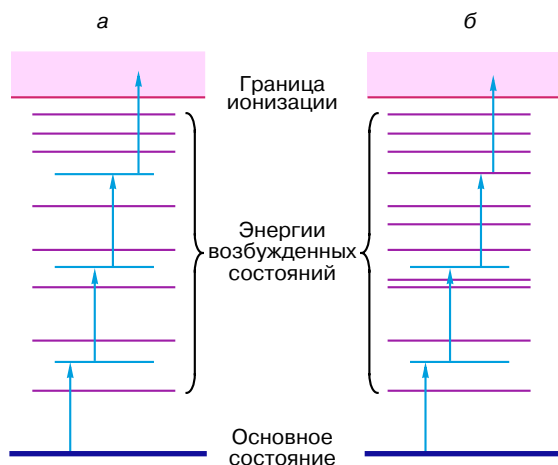 а
б
Граница
ионизации
Энергии
возбужденных
состояний
Основное
состояние